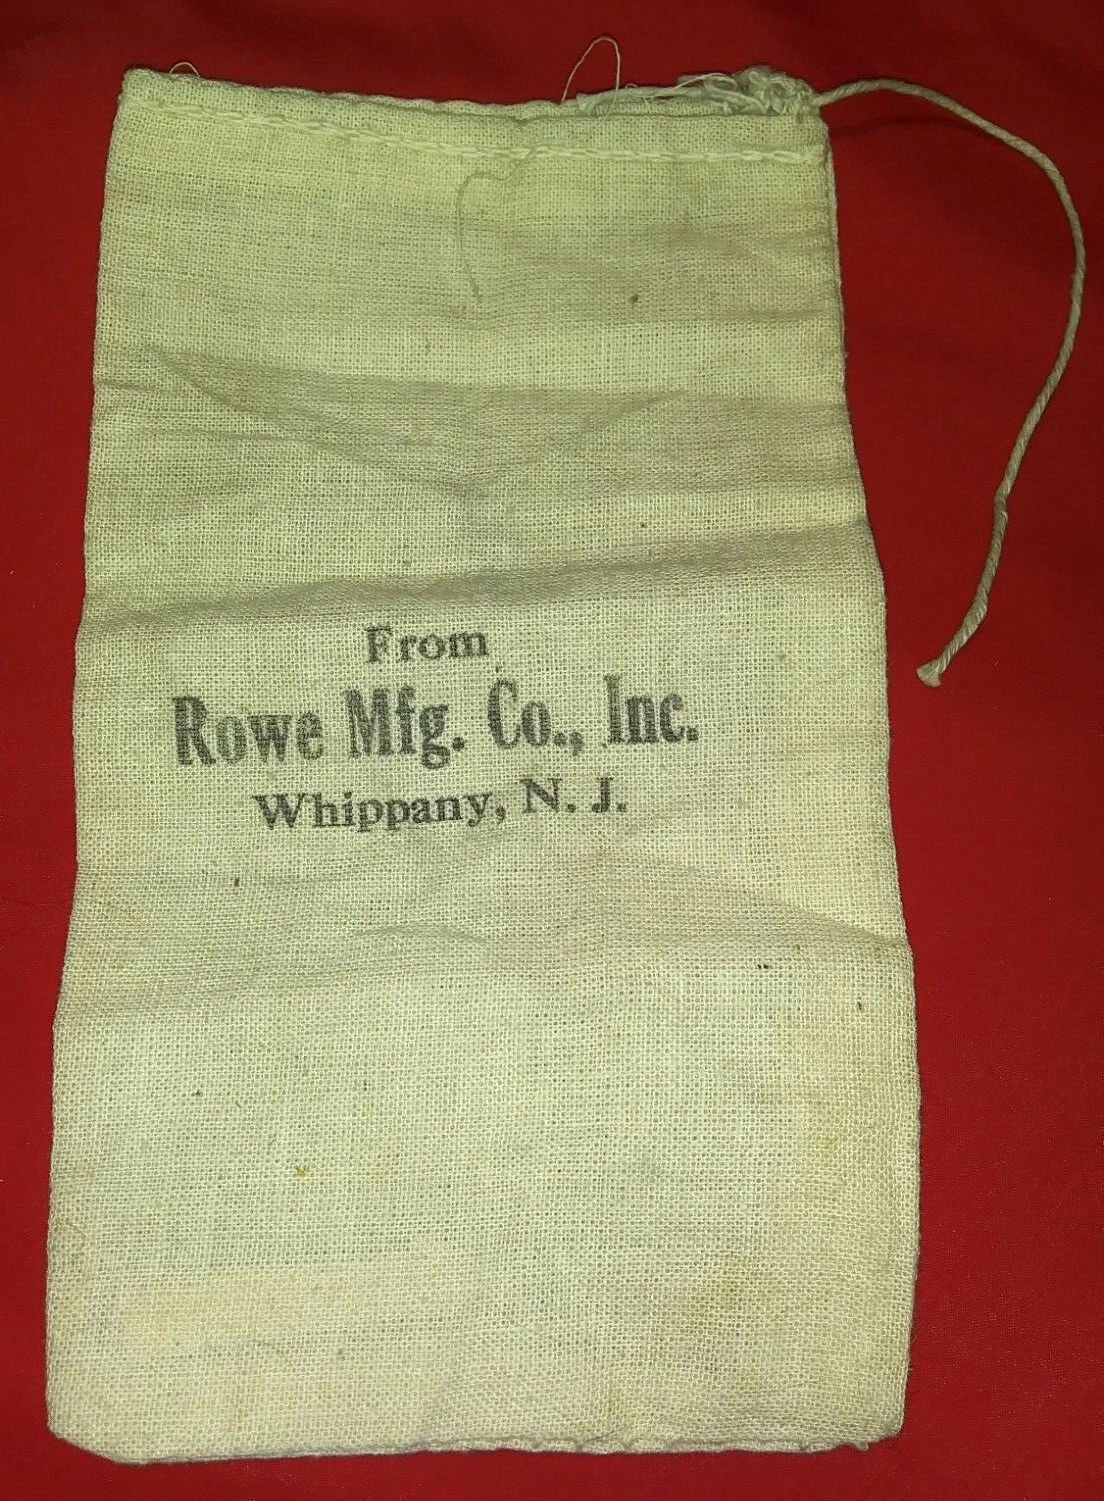 From
Rowe Mfg. Co., Inc.
Whippany, N. J.